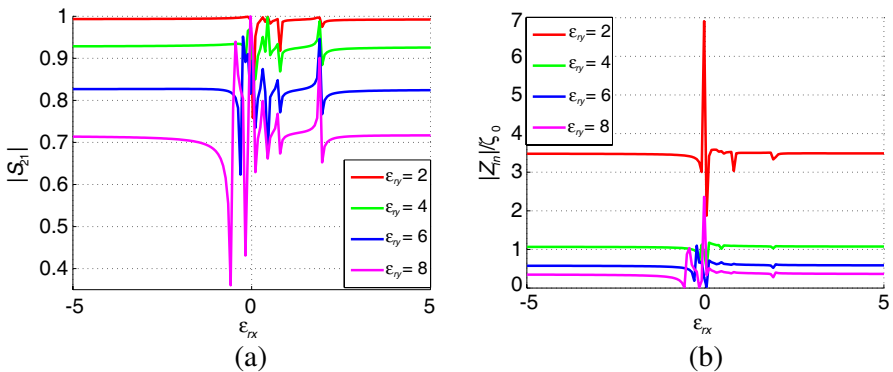 (a)
|S21|
1
0.9
0.8
0.7
0.6
0.5
0.4
-5
0
5
εrx
εry = 2
εry = 4
εry = 6
εry = 8
(a)
(b)
|Zin|/ζ0
7
6
5
4
3
2
1
0
-5
0
5
εrx
εry = 2
εry = 4
εry = 6
εry = 8
(b)